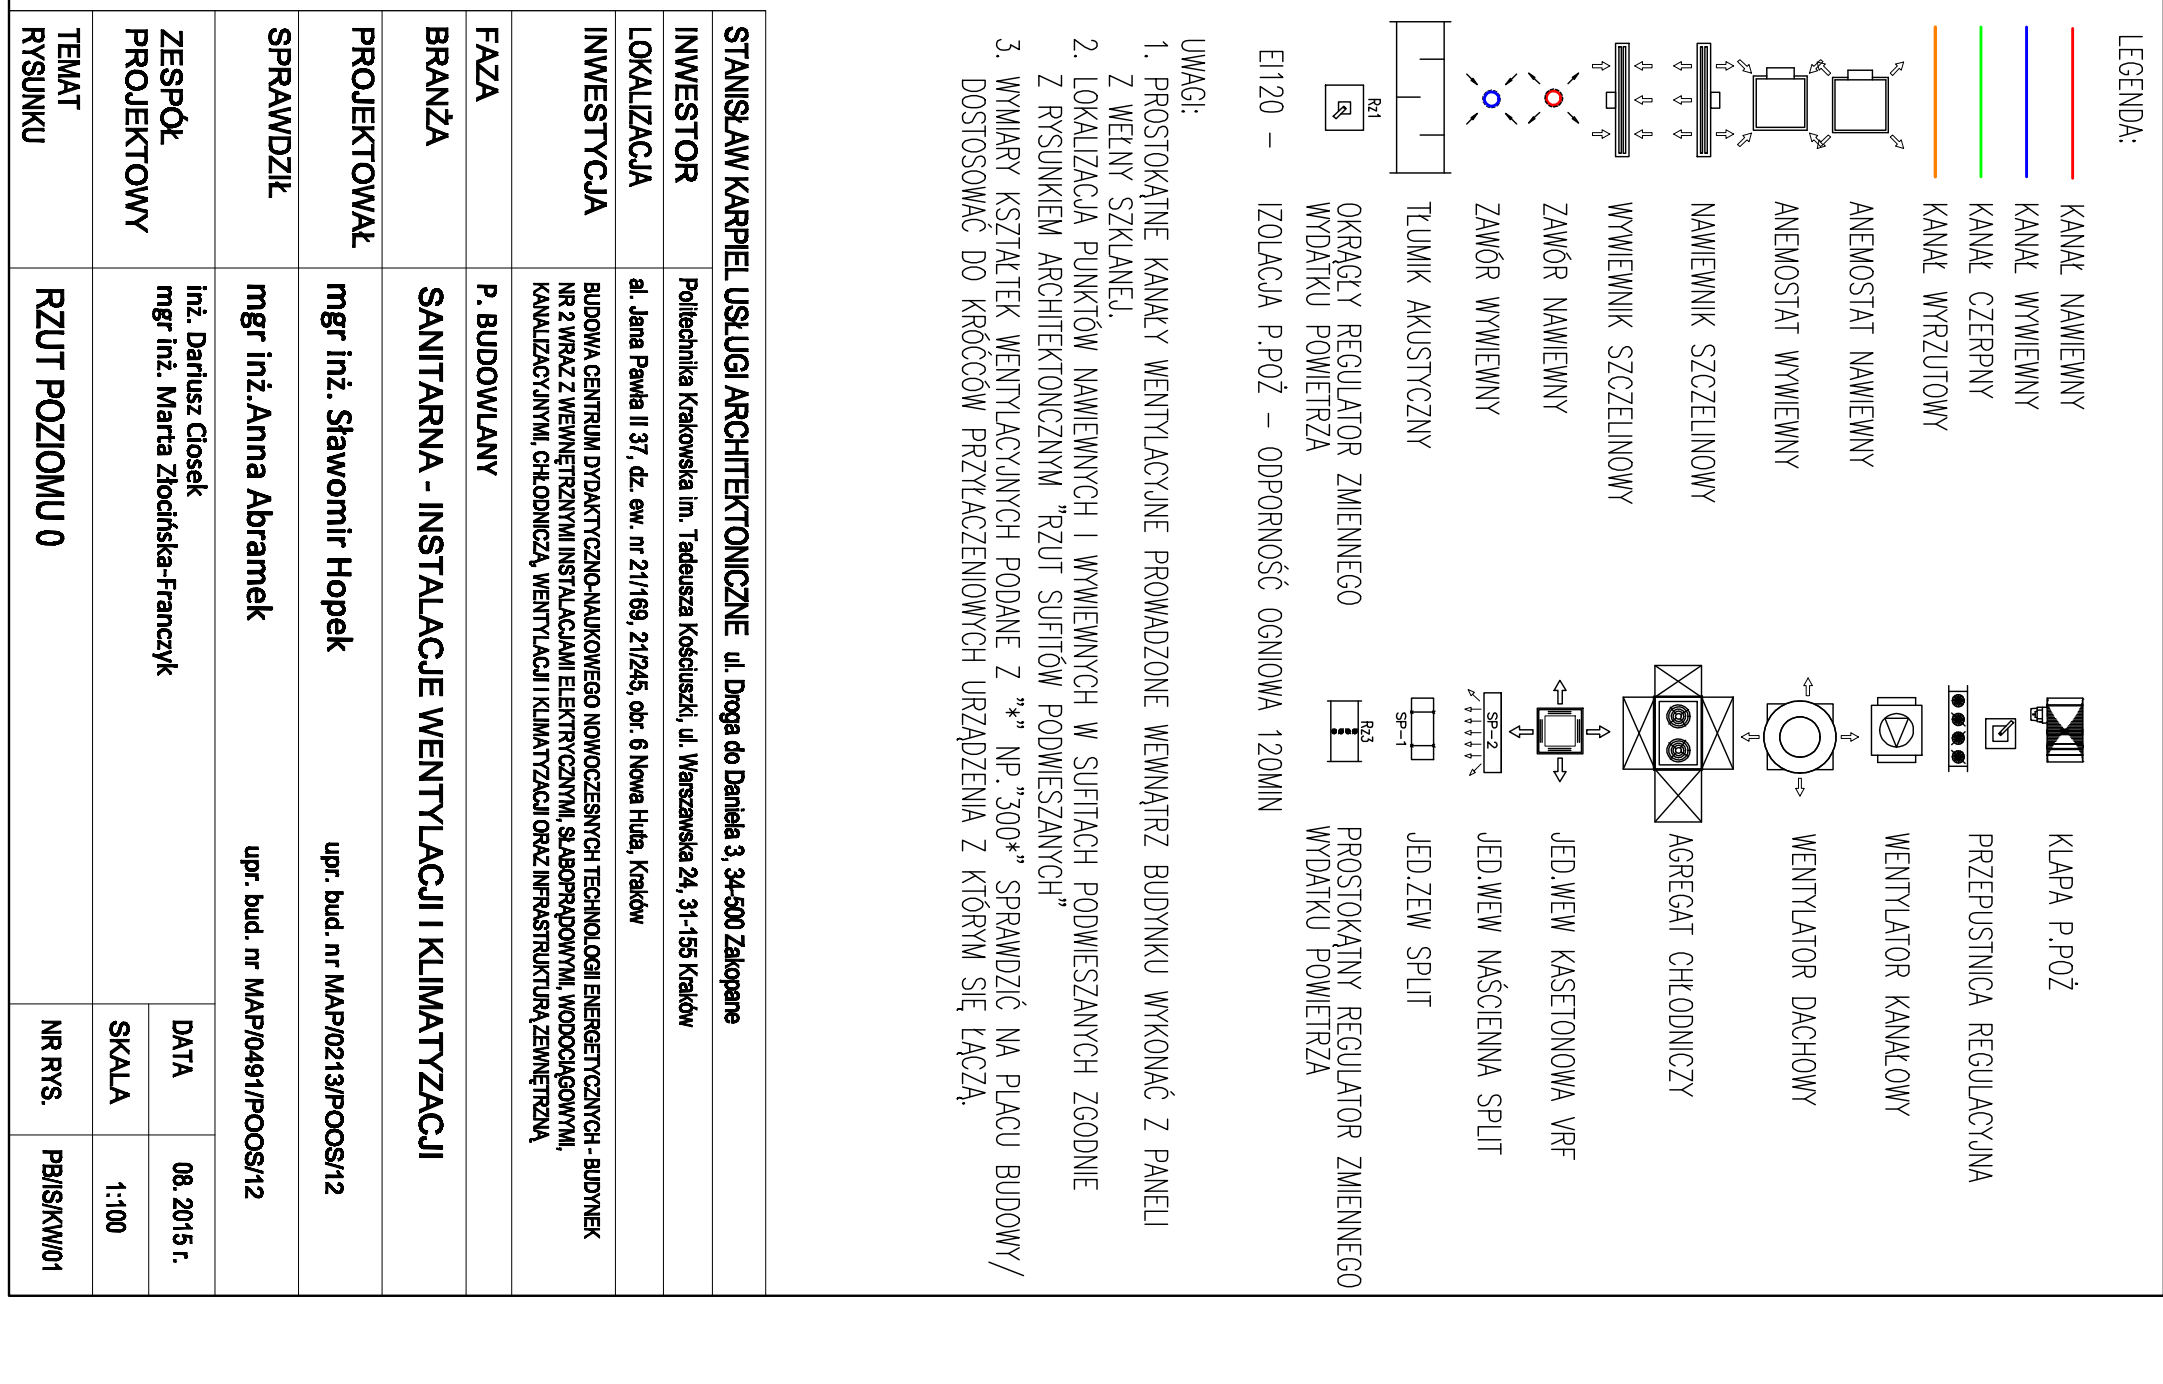 LEGENDA:
KANAŁ NAWIEWNY
KANAŁ WYWIEWNY
KANAŁ CZERPNY
KANAŁ WYRZUTOWY
ANEMOSTAT NAWIEWNY
ANEMOSTAT WYWIEWNY
NAWIEWNIK SZCZELINOWY
WYWIEWNIK SZCZELINOWY
ZAWÓR NAWIEWNY
ZAWÓR WYWIEWNY
TŁUMIK AKUSTYCZNY
Rz1
OKRĄGŁY REGULATOR ZMIENNEGO
WYDATKU POWIETRZA
EI120 – IZOLACJA P.POŻ – ODPORNOŚĆ OGNIOWA 120MIN
KLAPA P.POŻ
PRZEPUSTNICA REGULACYJNA
WENTYLATOR KANAŁOWY
WENTYLATOR DACHOWY
AGREGAT CHŁODNICZY
JED.WEW KASETONOWA VRF
SP–2
JED.WEW NAŚCIENNA SPLIT
SP–1
JED.ZEW SPLIT
Rz3
PROSTOKĄTNY REGULATOR ZMIENNEGO
WYDATKU POWIETRZA
UWAGI:
1. PROSTOKĄTNE KANAŁY WENTYLACYJNE PROWADZONE WEWNĄTRZ BUDYNKU WYKONAĆ Z PANELI
Z WEŁNY SZKLANEJ.
2. LOKALIZACJA PUNKTÓW NAWIEWNYCH I WYWIEWNYCH W SUFITACH PODWIESZANYCH ZGODNIE
Z RYSUNKIEM ARCHITEKTONICZNYM "RZUT SUFITÓW PODWIESZANYCH"
3. WYMIARY KSZTAŁTEK WENTYLACYJNYCH PODANE Z "*" NP."300*" SPRAWDZIĆ NA PLACU BUDOWY/
DOSTOSOWAĆ DO KRÓĆCÓW PRZYŁACZENIOWYCH URZĄDZENIA Z KTÓRYM SIĘ ŁĄCZĄ.
STANISŁAW KARPIEL USŁUGI ARCHITEKTONICZNE ul. Droga do Daniela 3, 34-500 Zakopane
INWESTOR Politechnika Krakowska im. Tadeusza Kościuszki, ul. Warszawska 24, 31-155 Kraków
LOKALIZACJA al. Jana Pawła II 37, dz. ew. nr 21/169, 21/245, obr. 6 Nowa Huta, Kraków
INWESTYCJA BUDOWA CENTRUM DYDAKTYCZNO-NAUKOWEGO NOWOCZESNYCH TECHNOLOGII ENERGETYCZNYCH - BUDYNEK
NR 2 WRAZ Z WEWNĘTRZNYMI INSTALACJAMI ELEKTRYCZNYMI, SŁABOPRĄDOWYMI, WODOCIĄGOWYMI,
KANALIZACYJNYMI, CHŁODNICZĄ, WENTYLACJI I KLIMATYZACJI ORAZ INFRASTRUKTURĄ ZEWNĘTRZNĄ
FAZA P. BUDOWLANY
BRANŻA SANITARNA - INSTALACJE WENTYLACJI I KLIMATYZACJI
PROJEKTOWAŁ mgr inż. Sławomir Hopek upr. bud. nr MAP/0213/POOS/12
SPRAWDZIŁ mgr inż.Anna Abramek upr. bud. nr MAP/0491/POOS/12
ZESPÓŁ
PROJEKTOWY
inż. Dariusz Ciosek
mgr inż. Marta Złocińska-Franczyk
DATA 08. 2015 r.
SKALA 1:100
TEMAT
RYSUNKU
RZUT POZIOMU 0
NR RYS. PB/IS/KW/01